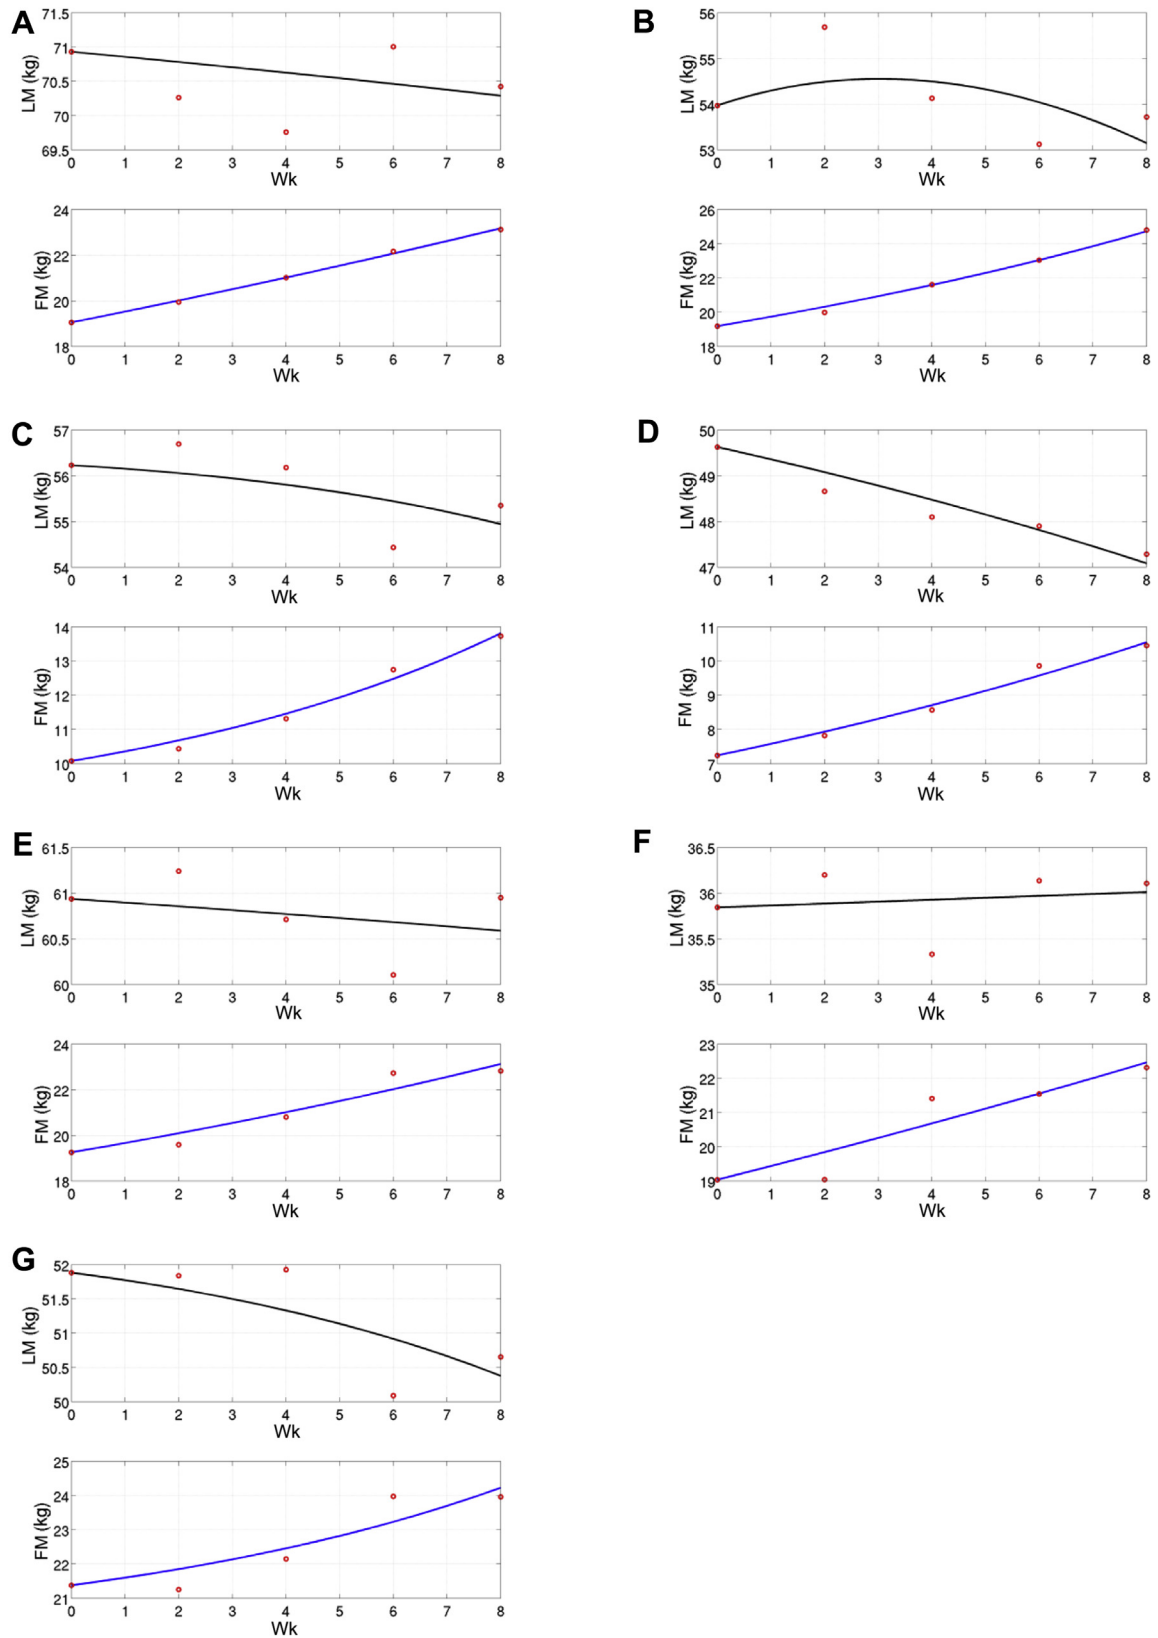 A
LM (kg)
71.5
71
70.5
70
69.5
0 1 2 3 4 5 6 7 8
Wk
FM (kg)
24
22
20
18
0 1 2 3 4 5 6 7 8
Wk
B
LM (kg)
56
55
54
53
0 1 2 3 4 5 6 7 8
Wk
FM (kg)
26
24
22
20
18
0 1 2 3 4 5 6 7 8
Wk
C
LM (kg)
57
56
55
54
0 1 2 3 4 5 6 7 8
Wk
FM (kg)
14
13
12
11
10
0 1 2 3 4 5 6 7 8
Wk
D
LM (kg)
50
49
48
47
0 1 2 3 4 5 6 7 8
Wk
FM (kg)
11
10
9
8
7
0 1 2 3 4 5 6 7 8
Wk
E
LM (kg)
61.5
61
60.5
60
0 1 2 3 4 5 6 7 8
Wk
FM (kg)
24
22
20
18
0 1 2 3 4 5 6 7 8
Wk
F
LM (kg)
36.5
36
35.5
35
0 1 2 3 4 5 6 7 8
Wk
FM (kg)
23
22
21
20
19
0 1 2 3 4 5 6 7 8
Wk
G
LM (kg)
52
51.5
51
50.5
50
0 1 2 3 4 5 6 7 8
Wk
FM (kg)
25
24
23
22
21
0 1 2 3 4 5 6 7 8
Wk